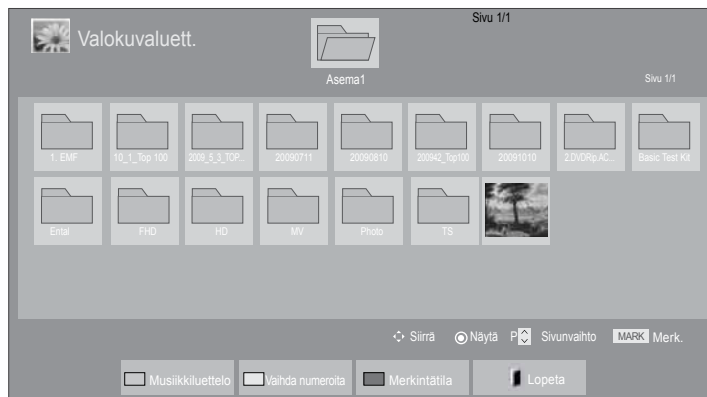 Sivu 1/1
Valokuvaluett.
Asema1
Sivu 1/1
1. EMF 10_1_Top 100 2009_5_3_TOP... 20090711 20090810 200942_Top100 20091010 2.DVDRip.AC... Basic Test Kit
Ental FHD HD MV Photo TS
Siirrä Näytä P Sivunvaihto MARK Merk.
Musiikkiluettelo Vaihda numeroita Merkintätila Lopeta